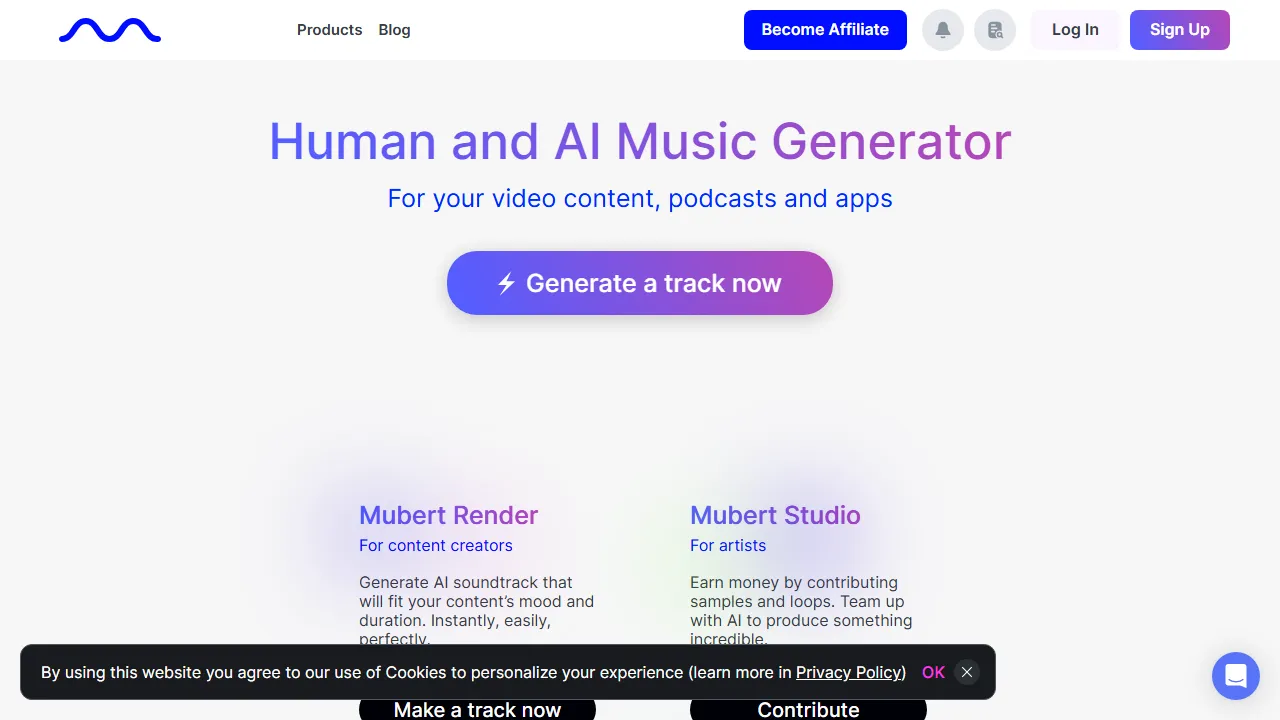 Products Blog Become Affiliate Log In Sign Up
Human and AI Music Generator
For your video content, podcasts and apps
Generate a track now
Mubert Render
For content creators
Generate AI soundtrack that
will fit your content’s mood and
duration. Instantly, easily,
perfectly.
Make a track now
Mubert Studio
For artists
Earn money by contributing
samples and loops. Team up
with AI to produce something
incredible.
Contribute
By using this website you agree to our use of Cookies to personalize your experience (learn more in Privacy Policy) OK